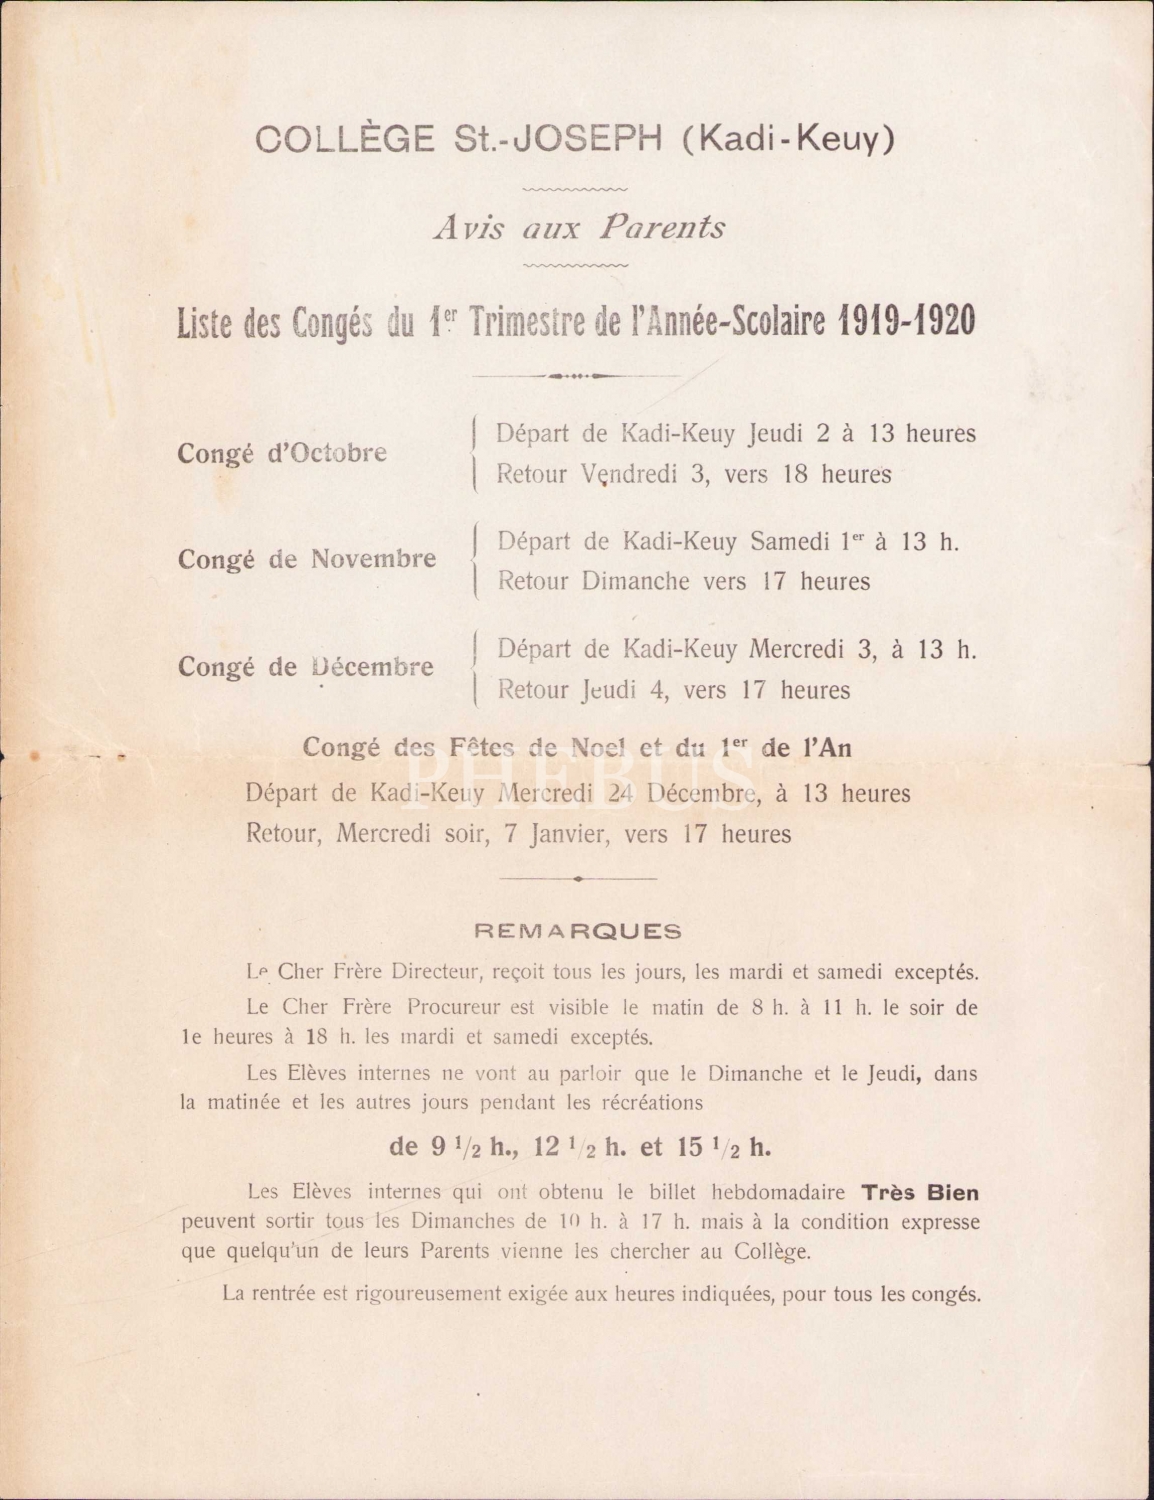 COLLÈGE St.-JOSEPH (Kadi-Keuy)
Avis aux Parents
Liste des Congés du 1er Trimestre de l'Année-Scolaire 1919-1920
Congé d'Octobre
Départ de Kadi-Keuy Jeudi 2 à 13 heures
Retour Vendredi 3, vers 18 heures
Congé de Novembre
Départ de Kadi-Keuy Samedi 1er à 13 h.
Retour Dimanche vers 17 heures
Congé de Décembre
Départ de Kadi-Keuy Mercredi 3, à 13 h.
Retour Jeudi 4, vers 17 heures
Congé des Fêtes de Noel et du 1er de l'An
PHEBUS
Départ de Kadi-Keuy Mercredi 24 Décembre, à 13 heures
Retour, Mercredi soir, 7 Janvier, vers 17 heures
REMARQUES
Le Cher Frère Directeur, reçoit tous les jours, les mardi et samedi exceptés.
Le Cher Frère Procureur est visible le matin de 8 h. à 11 h. le soir de
1e heures à 18 h. les mardi et samedi exceptés.
Les Elèves internes ne vont au parloir que le Dimanche et le Jeudi, dans
la matinée et les autres jours pendant les récréations
de 9 1/2 h., 12 1/2 h. et 15 1/2 h.
Les Elèves internes qui ont obtenu le billet hebdomadaire Très Bien
peuvent sortir tous les Dimanches de 10 h. à 17 h. mais à la condition expresse
que quelqu'un de leurs Parents vienne les chercher au Collège.
La rentrée est rigoureusement exigée aux heures indiquées, pour tous les congés.